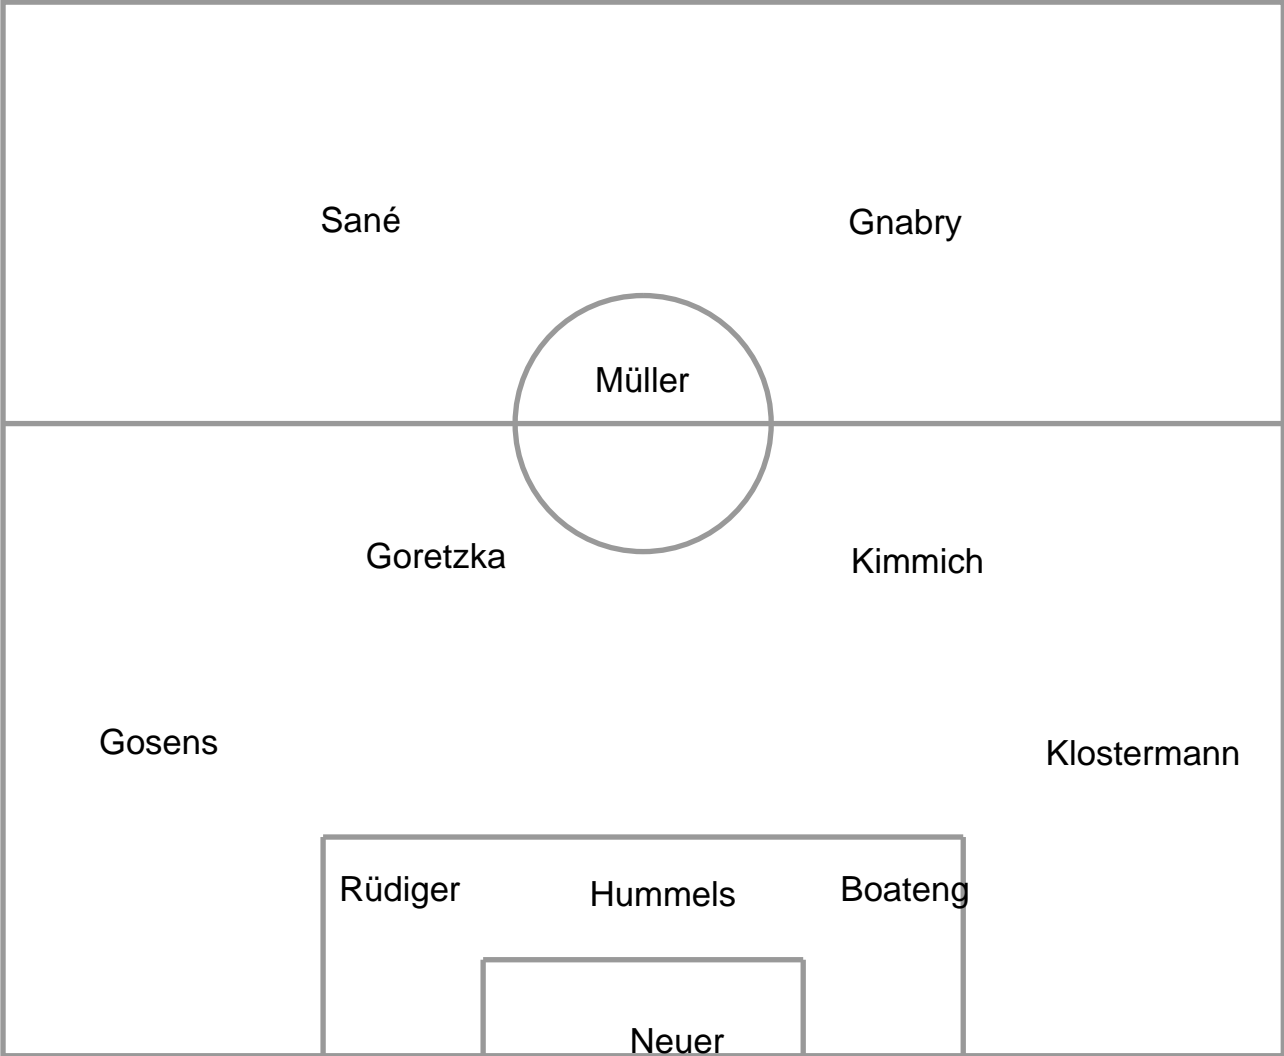 Sané
Gnabry
Müller
Goretzka
Kimmich
Gosens
Klostermann
Rüdiger
Hummels
Boateng
Neuer